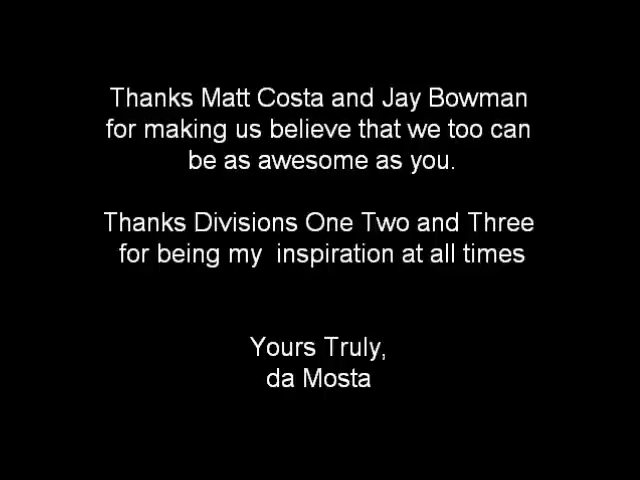 Thanks Matt Costa and Jay Bowman
for making us believe that we too can
be as awesome as you.
Thanks Divisions One Two and Three
for being my  inspiration at all times
Yours Truly,
da Mosta